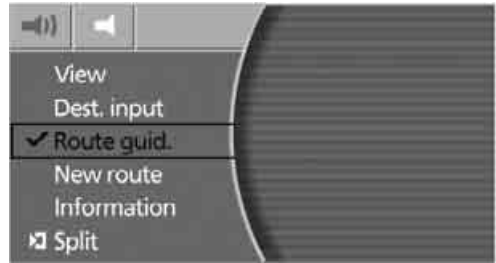 View
Dest. input
Route guid.
New route
Information
Split